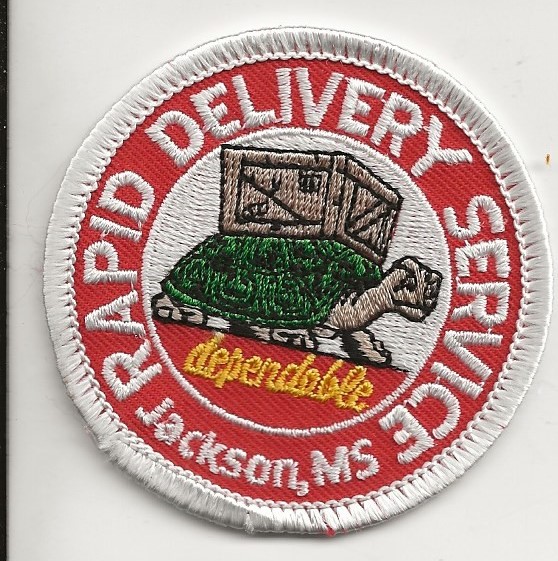 RAPID DELIVERY SERVICE
dependable
Jackson, MS